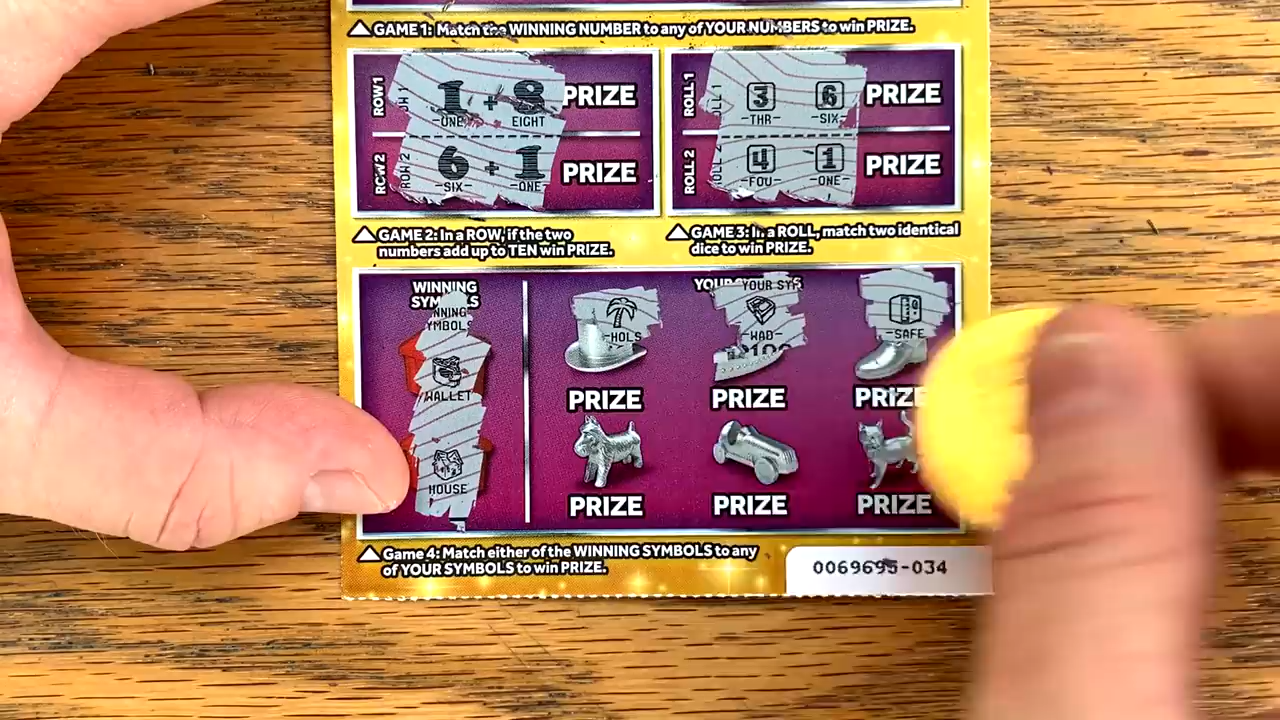 GAME 1: Match the WINNING NUMBER to any of YOUR NUMBERS to win PRIZE.
ROW 1
1 + 8
ONE EIGHT
PRIZE
ROW 2
6 + 1
SIX ONE
PRIZE
GAME 2: In a ROW, if the two
numbers add up to TEN win PRIZE.
ROLL 1
3 6
THR SIX
PRIZE
ROLL 2
4 1
FOU ONE
PRIZE
GAME 3: In a ROLL, match two identical
dice to win PRIZE.
WINNING
SYMBOLS
WALLET
HOUSE
YOUR SY
HOLS WAD SAFE
PRIZE PRIZE PRIZE
PRIZE PRIZE PRIZE
Game 4: Match either of the WINNING SYMBOLS to any
of YOUR SYMBOLS to win PRIZE.
0069695-034